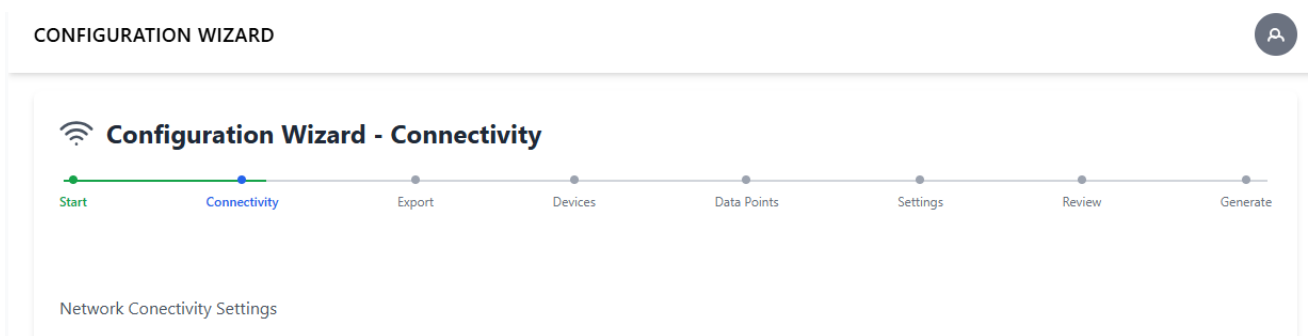 CONFIGURATION WIZARD
Configuration Wizard - Connectivity
Start Connectivity Export Devices Data Points Settings Review Generate
Network Conectivity Settings